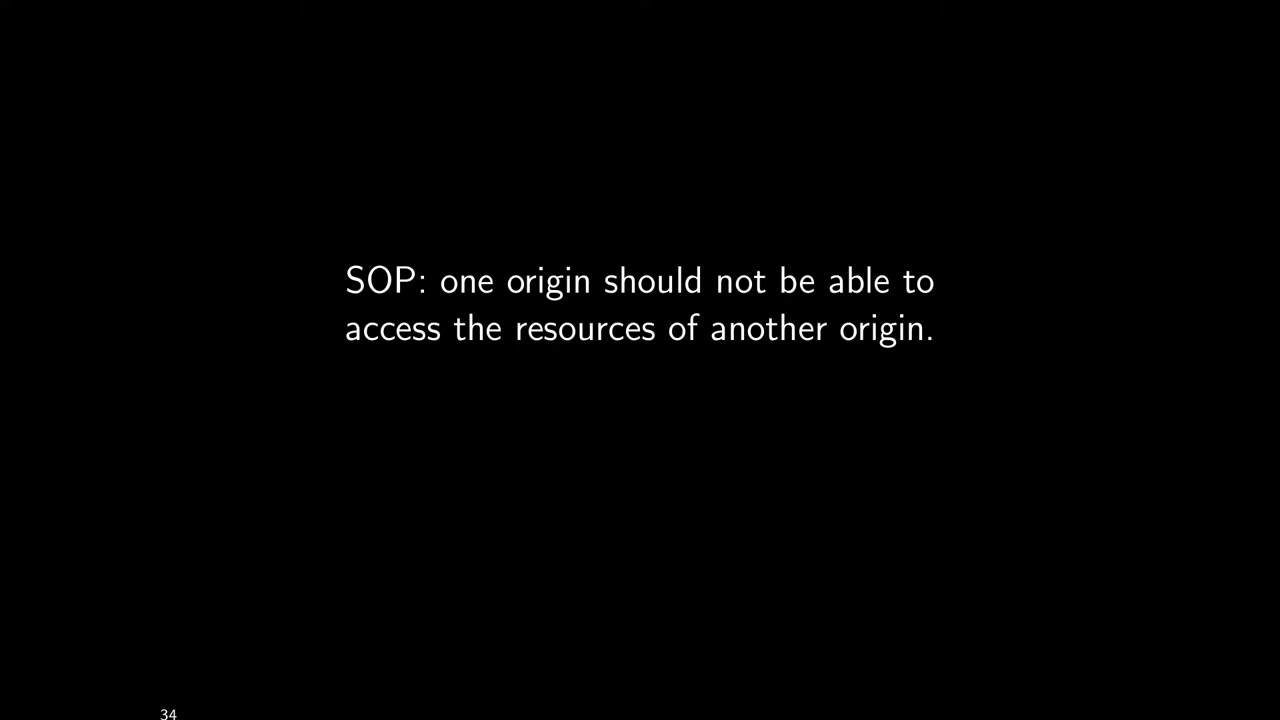 SOP: one origin should not be able to
access the resources of another origin.
34